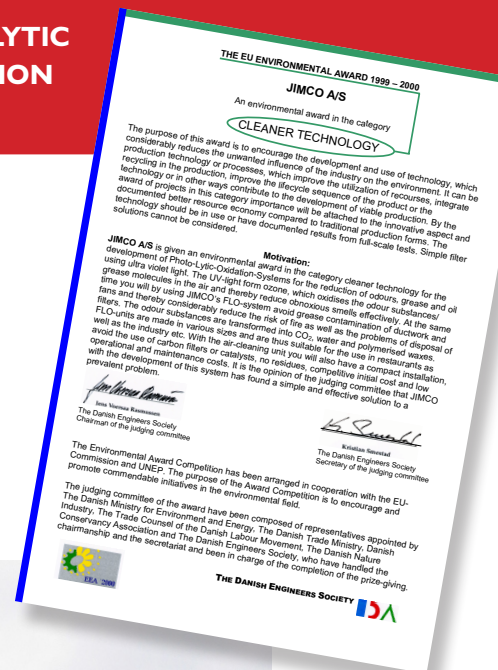 LYTIC
ION
THE EU ENVIRONMENTAL AWARD 1999 – 2000
JIMCO A/S
An environmental award in the category
CLEANER TECHNOLOGY
The purpose of this award is to encourage the development and use of technology, which
considerably reduces the unwanted influence of the industry on the environment. It can be
production technology or processes, which improve the utilization of recourses, integrate
recycling in the production, improve the lifecycle sequence of the product or the
technology or in other ways contribute to the development of viable production. By the
award of projects in this category importance will be attached to the innovative aspect and
documented better resource economy compared to traditional production forms. The
technology should be in use or have documented results from full-scale tests. Simple filter
solutions cannot be considered.
Motivation:
JIMCO A/S is given an environmental award in the category cleaner technology for the
development of Photo-Lytic-Oxidation-Systems for the reduction of odours, grease and oil
using ultra violet light. The UV-light form ozone, which oxidises the odour substances/
grease molecules in the air and thereby reduce obnoxious smells effectively. At the same
time you will by using JIMCO's FLO-system avoid grease contamination of ductwork and
fans and thereby considerably reduce the risk of fire as well as the problems of disposal of
filters. The odour substances are transformed into CO₂, water and polymerised waxes.
FLO-units are made in various sizes and are thus suitable for the use in restaurants as
well as the industry etc. With the air-cleaning unit you will also have a compact installation,
avoid the use of carbon filters or catalysts, no residues, competitive initial cost and low
operational and maintenance costs. It is the opinion of the judging committee that JIMCO
with the development of this system has found a simple and effective solution to a
prevalent problem.
Jens Vorrsaa Rasmussen
The Danish Engineers Society
Chairman of the judging committee
Kristian Smestad
The Danish Engineers Society
Secretary of the judging committee
The Environmental Award Competition has been arranged in cooperation with the EU-
Commission and UNEP. The purpose of the Award Competition is to encourage and
promote commendable initiatives in the environmental field.
The judging committee of the award have been composed of representatives appointed by
The Danish Ministry for Environment and Energy, The Danish Trade Ministry, Danish
Industry, The Trade Counsel of the Danish Labour Movement, The Danish Nature
Conservancy Association and The Danish Engineers Society, who have handled the
chairmanship and the secretariat and been in charge of the completion of the prize-giving.
EEA 2000
THE DANISH ENGINEERS SOCIETY
IDA